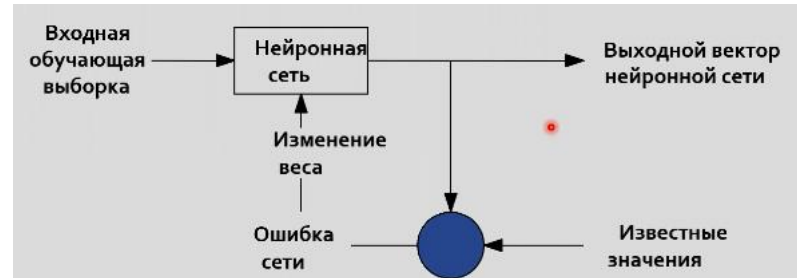 Входная
обучающая
выборка
Нейронная
сеть
Выходной вектор
нейронной сети
Изменение
веса
Ошибка
сети
Известные
значения